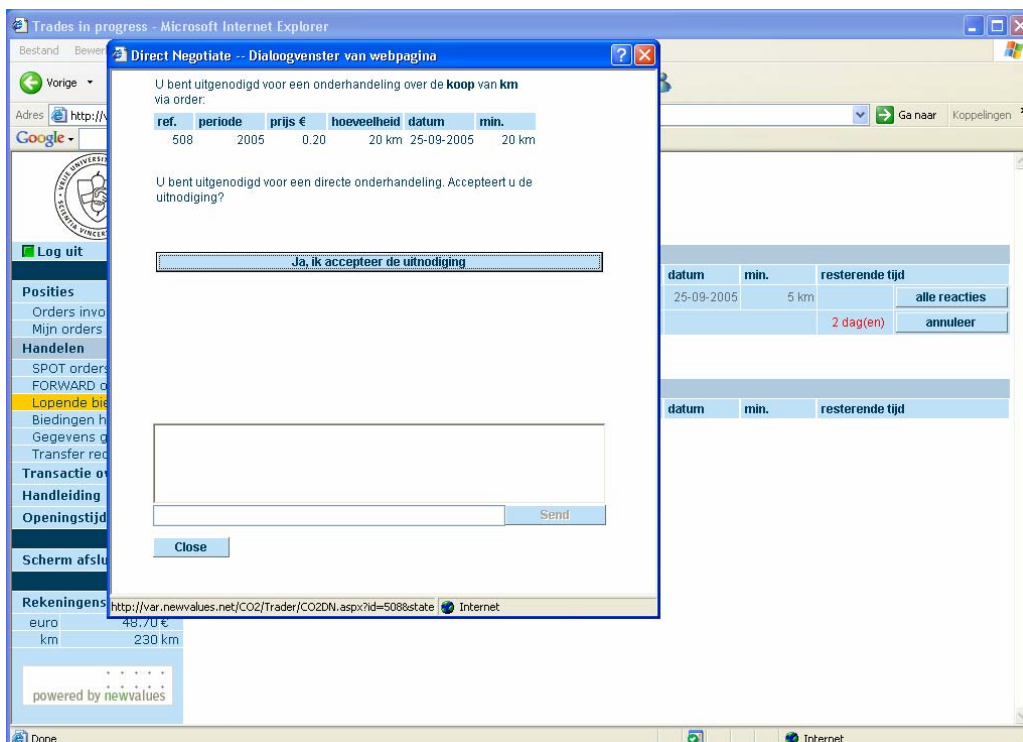 Trades in progress - Microsoft Internet Explorer
Bestand Bewer
Vorige
Adres http://v
Ga naar Koppelingen
Google
Direct Negotiate -- Dialoogvenster van webpagina
U bent uitgenodigd voor een onderhandeling over de koop van km
via order:
ref. periode prijs € hoeveelheid datum min.
508 2005 0.20 20 km 25-09-2005 20 km
U bent uitgenodigd voor een directe onderhandeling. Accepteert u de
uitnodiging?
Ja, ik accepteer de uitnodiging
Send
Close
http://var.newvalues.net/CO2/Trader/CO2DN.aspx?id=508&state Internet
Log uit
Posities
Orders invo
Mijn orders
Handelen
SPOT orders
FORWARD o
Lopende bie
Biedingen h
Gegevens g
Transfer rec
Transactie ov
Handleiding
Openingstijd
Scherm afslu
Rekeningens
euro 48.70 €
km 230 km
powered by newvalues
datum min. resterende tijd
25-09-2005 5 km alle reacties
2 dag(en) annuleer
datum min. resterende tijd
Done Internet